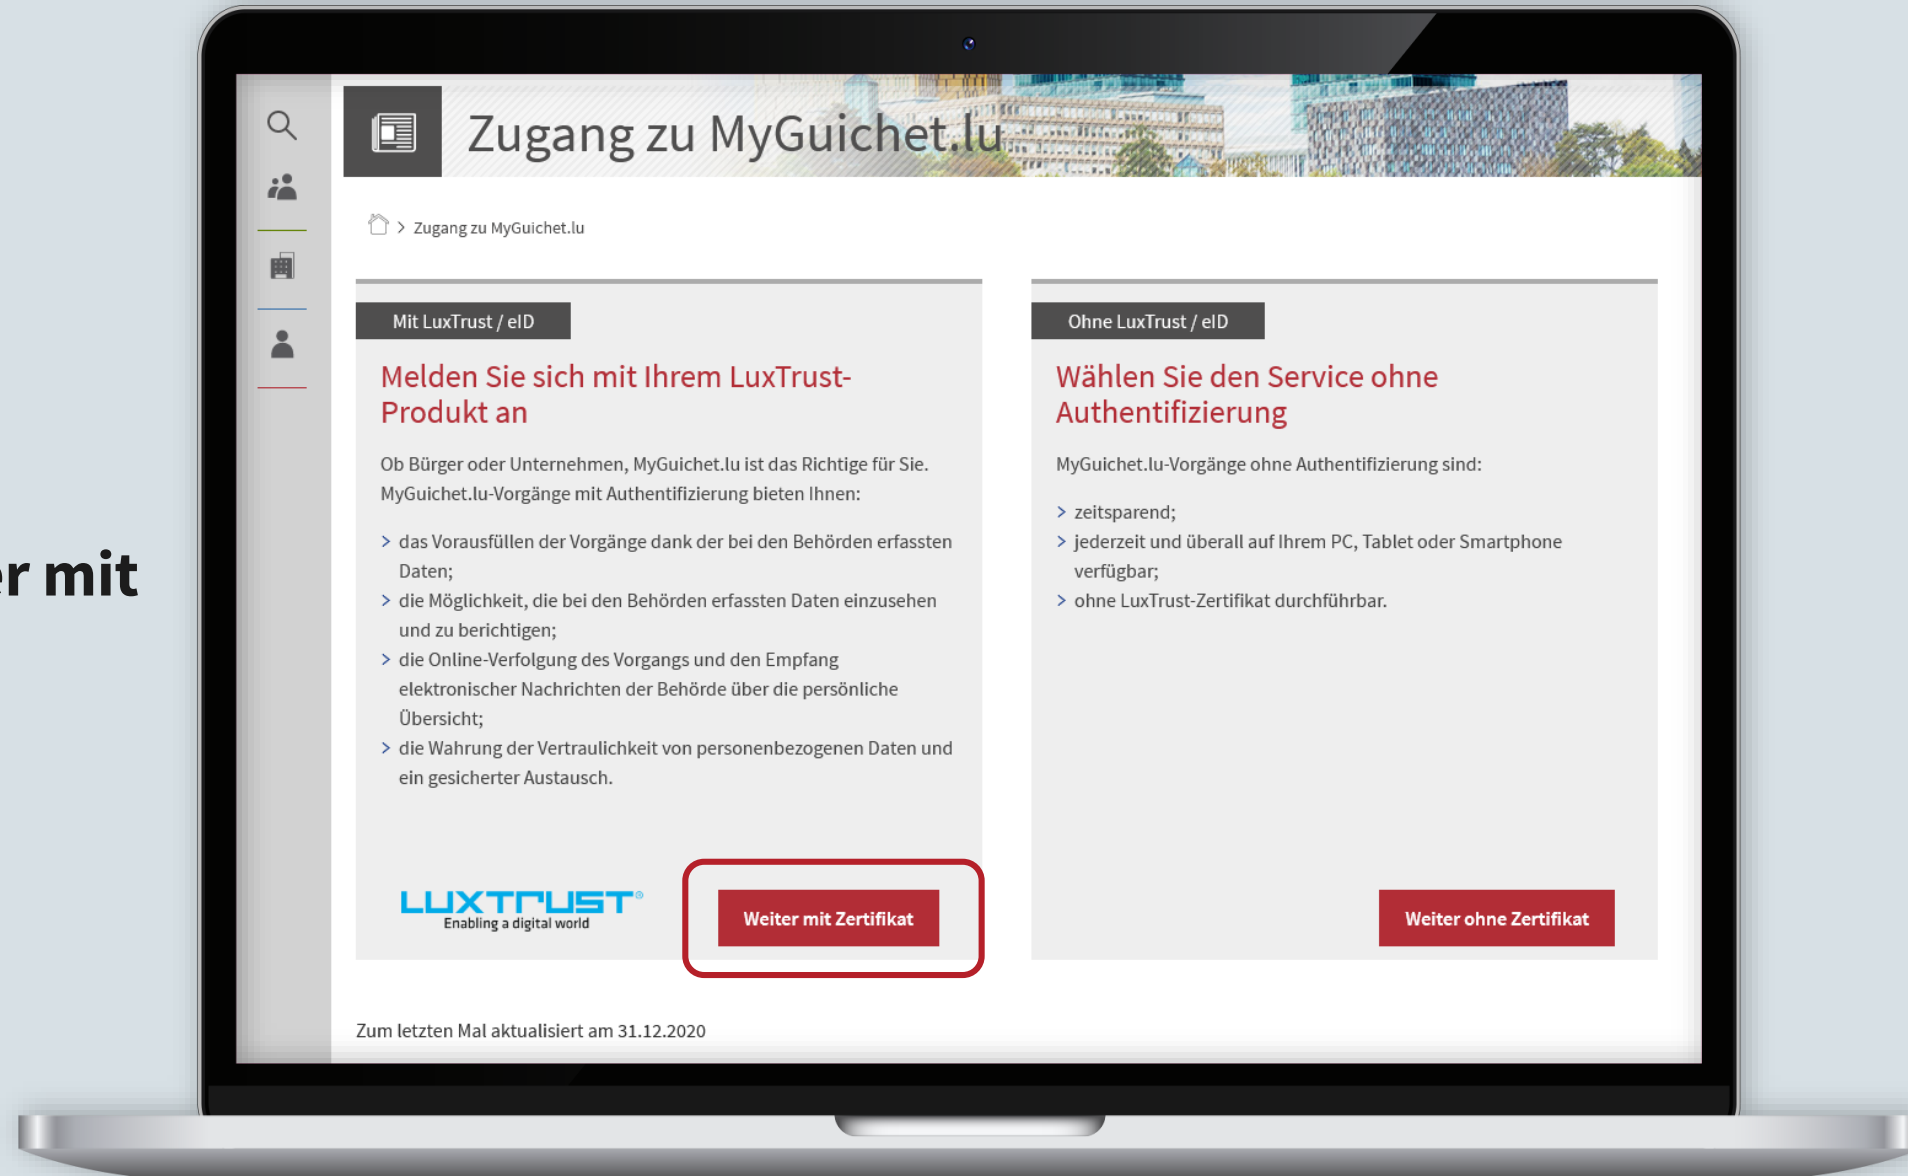 er mit
Zugang zu MyGuichet.lu
> Zugang zu MyGuichet.lu
Mit LuxTrust / eID
Melden Sie sich mit Ihrem LuxTrust-
Produkt an
Ob Bürger oder Unternehmen, MyGuichet.lu ist das Richtige für Sie.
MyGuichet.lu-Vorgänge mit Authentifizierung bieten Ihnen:
> das Vorausfüllen der Vorgänge dank der bei den Behörden erfassten
Daten;
> die Möglichkeit, die bei den Behörden erfassten Daten einzusehen
und zu berichtigen;
> die Online-Verfolgung des Vorgangs und den Empfang
elektronischer Nachrichten der Behörde über die persönliche
Übersicht;
> die Wahrung der Vertraulichkeit von personenbezogenen Daten und
ein gesicherter Austausch.
LUXTRUST®
Enabling a digital world
Weiter mit Zertifikat
Ohne LuxTrust / eID
Wählen Sie den Service ohne
Authentifizierung
MyGuichet.lu-Vorgänge ohne Authentifizierung sind:
> zeitsparend;
> jederzeit und überall auf Ihrem PC, Tablet oder Smartphone
verfügbar;
> ohne LuxTrust-Zertifikat durchführbar.
Weiter ohne Zertifikat
Zum letzten Mal aktualisiert am 31.12.2020